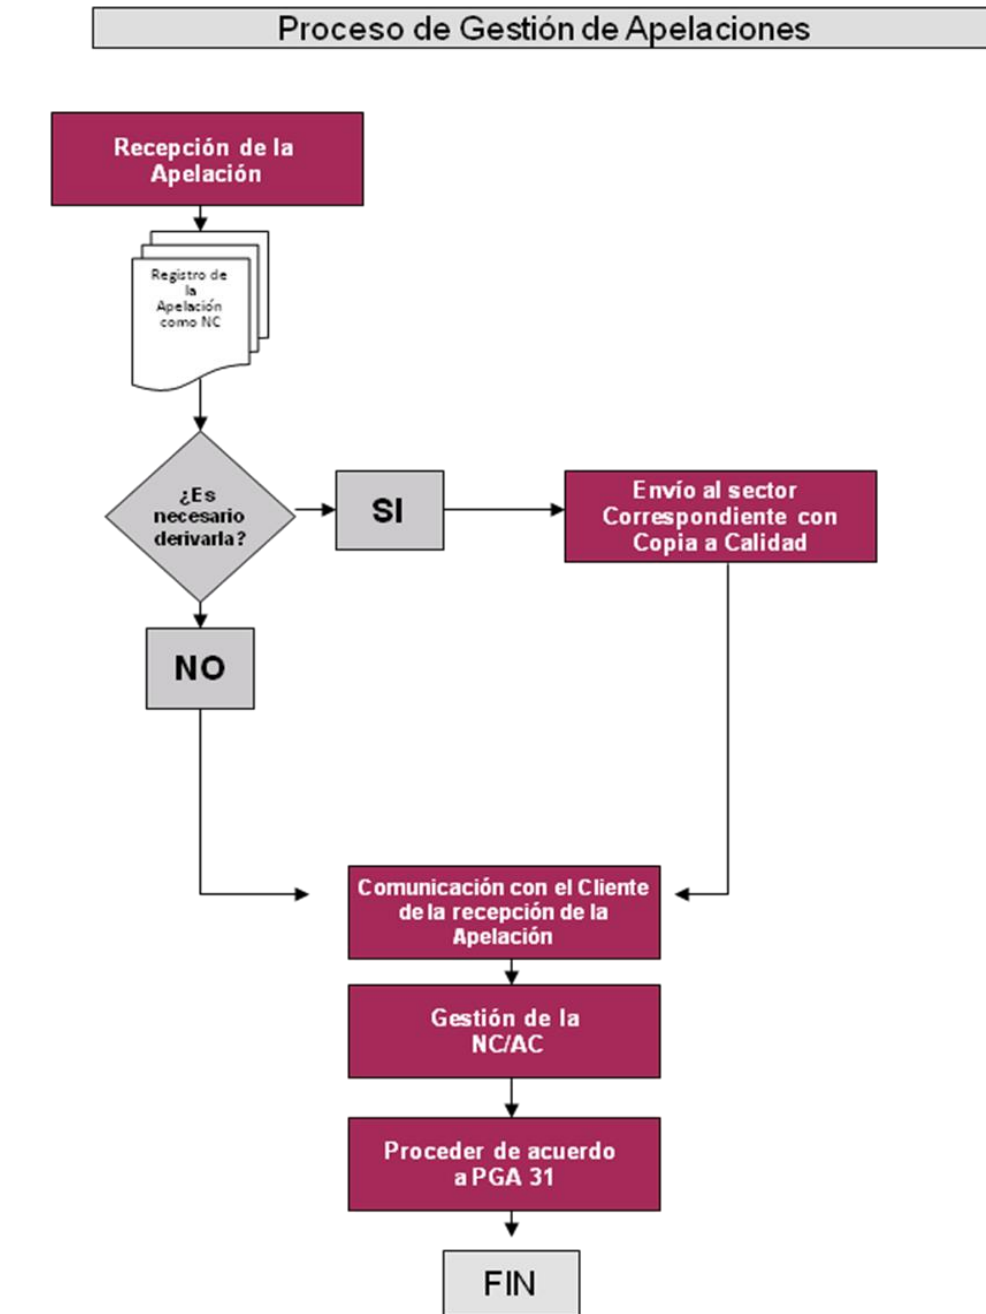 Proceso de Gestión de Apelaciones
Recepción de la
Apelación
Registro de
la
Apelación
como NC
¿Es
necesario
derivarla?
SI
Envío al sector
Correspondiente con
Copia a Calidad
NO
Comunicación con el Cliente
de la recepción de la
Apelación
Gestión de la
NC/AC
Proceder de acuerdo
a PGA 31
FIN